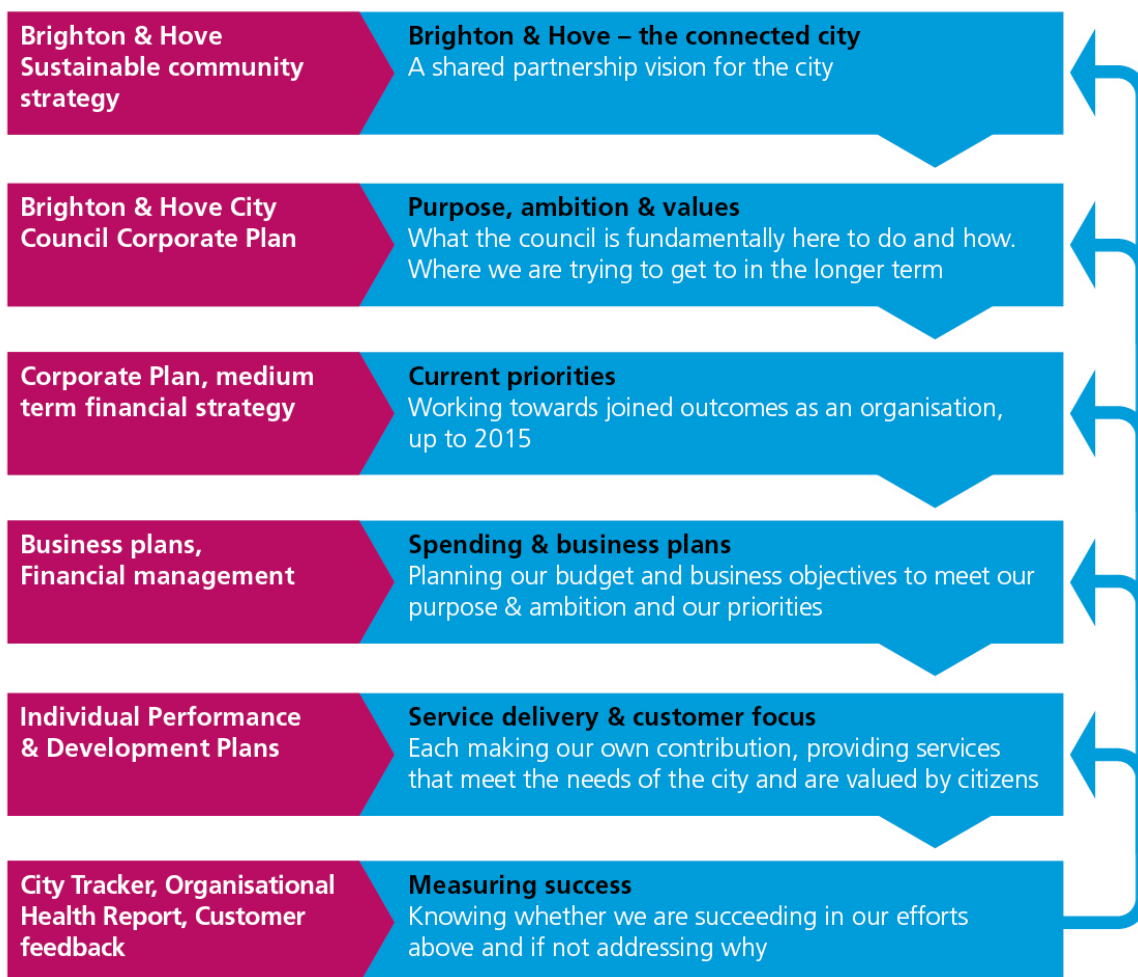 Brighton & Hove
Sustainable community
strategy
Brighton & Hove – the connected city
A shared partnership vision for the city
Brighton & Hove City
Council Corporate Plan
Purpose, ambition & values
What the council is fundamentally here to do and how.
Where we are trying to get to in the longer term
Corporate Plan, medium
term financial strategy
Current priorities
Working towards joined outcomes as an organisation,
up to 2015
Business plans,
Financial management
Spending & business plans
Planning our budget and business objectives to meet our
purpose & ambition and our priorities
Individual Performance
& Development Plans
Service delivery & customer focus
Each making our own contribution, providing services
that meet the needs of the city and are valued by citizens
City Tracker, Organisational
Health Report, Customer
feedback
Measuring success
Knowing whether we are succeeding in our efforts
above and if not addressing why